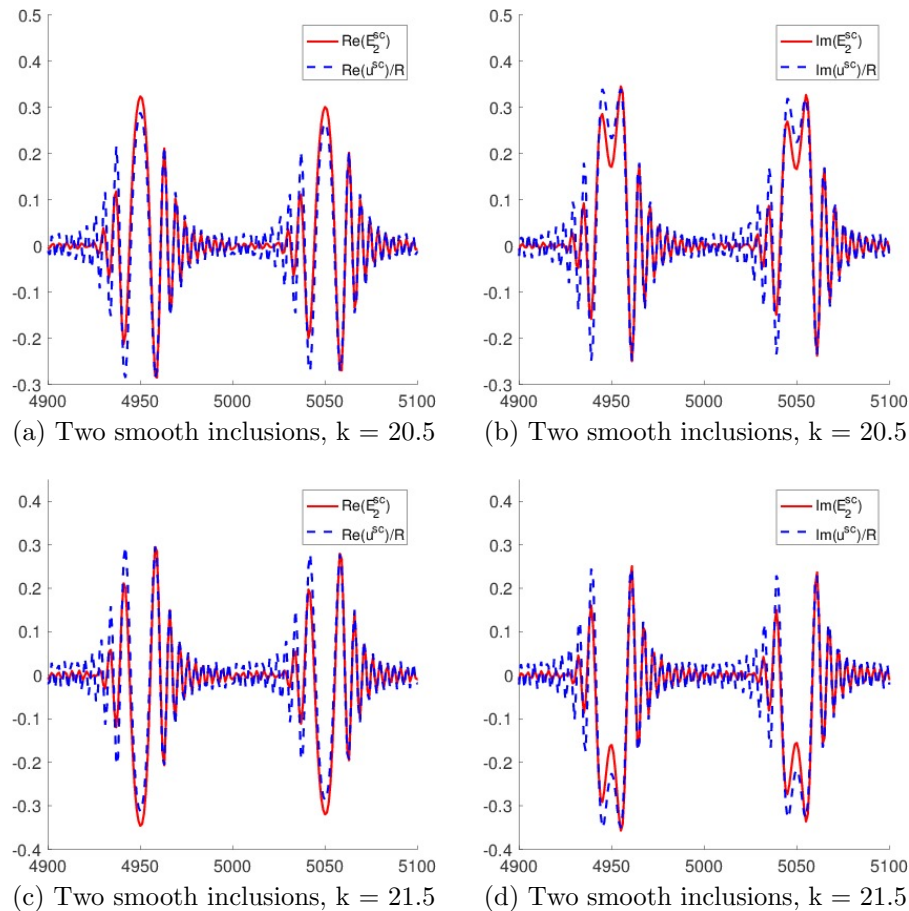 0.5
0.4
0.3
0.2
0.1
0
-0.1
-0.2
-0.3
4900 4950 5000 5050 5100
Re(E₂ˢᶜ)
Re(uˢᶜ)/R
(a) Two smooth inclusions, k = 20.5
0.5
0.4
0.3
0.2
0.1
0
-0.1
-0.2
-0.3
4900 4950 5000 5050 5100
Im(E₂ˢᶜ)
Im(uˢᶜ)/R
(b) Two smooth inclusions, k = 20.5
0.4
0.3
0.2
0.1
0
-0.1
-0.2
-0.3
-0.4
4900 4950 5000 5050 5100
Re(E₂ˢᶜ)
Re(uˢᶜ)/R
(c) Two smooth inclusions, k = 21.5
0.4
0.3
0.2
0.1
0
-0.1
-0.2
-0.3
-0.4
4900 4950 5000 5050 5100
Im(E₂ˢᶜ)
Im(uˢᶜ)/R
(d) Two smooth inclusions, k = 21.5